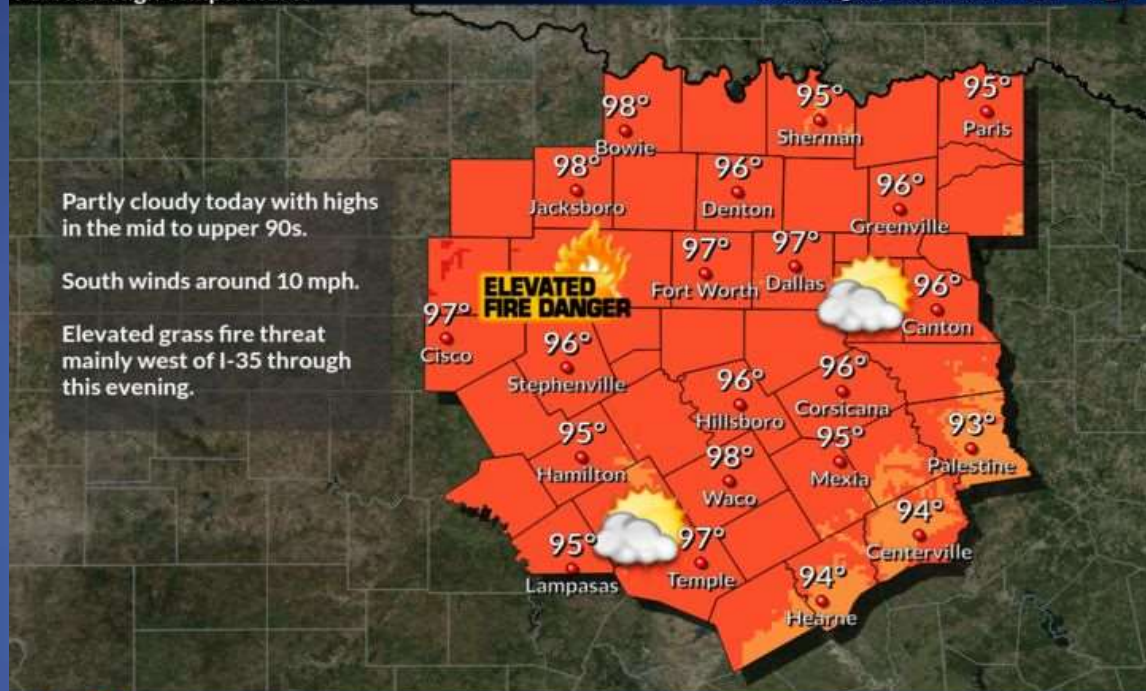 Partly cloudy today with highs
in the mid to upper 90s.
South winds around 10 mph.
Elevated grass fire threat
mainly west of I-35 through
this evening.
98°
Bowie
95°
Sherman
95°
Paris
98°
Jacksboro
96°
Denton
96°
Greenville
ELEVATED
FIRE DANGER
97°
Fort Worth
97°
Dallas
96°
Canton
97°
Cisco
96°
Stephenville
96°
Hillsboro
96°
Corsicana
95°
Hamilton
98°
Waco
95°
Mexia
93°
Palestine
95°
Lampasas
97°
Temple
94°
Centerville
94°
Hearne